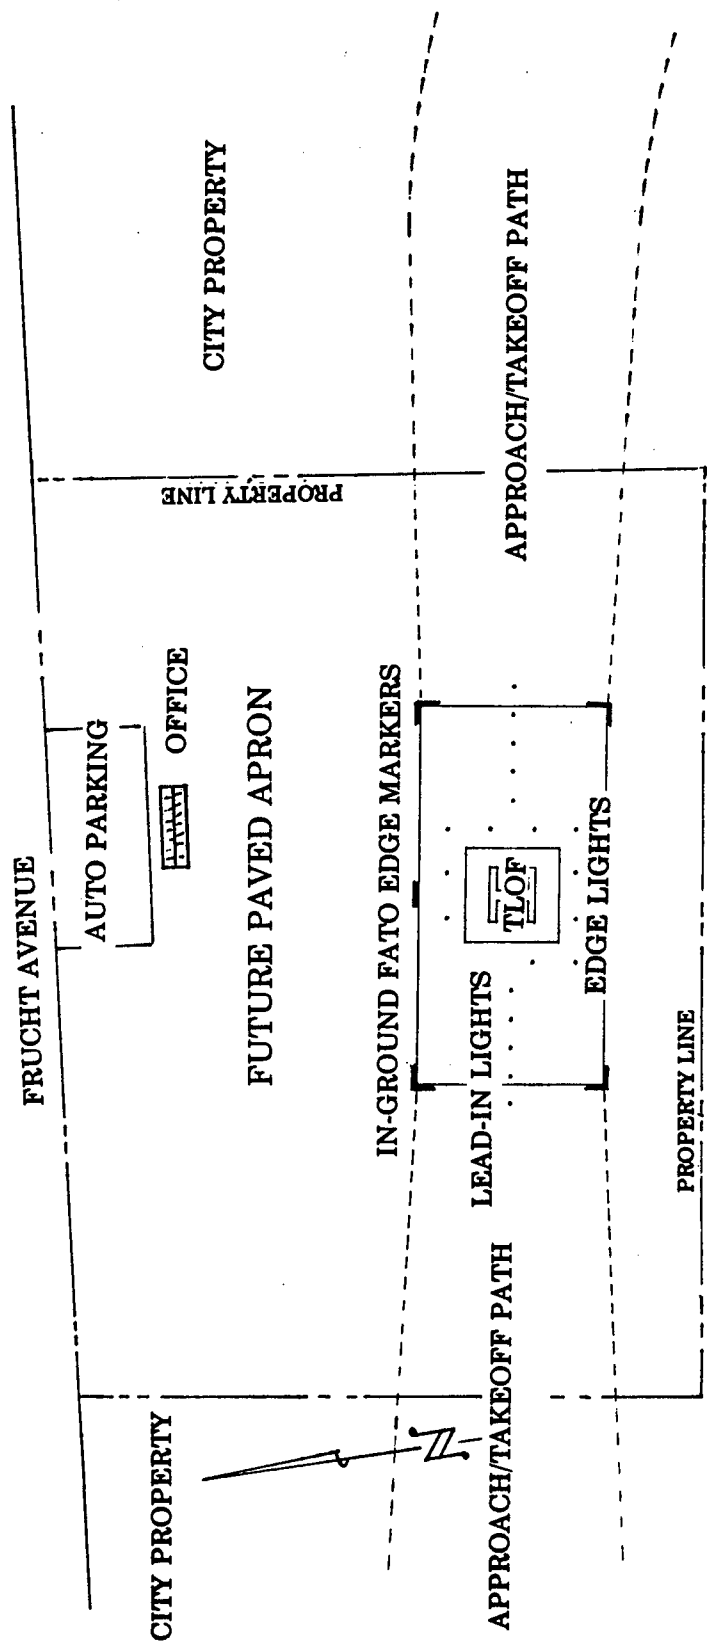 FRUCHT AVENUE
CITY PROPERTY
AUTO PARKING
OFFICE
CITY PROPERTY
FUTURE PAVED APRON
PROPERTY LINE
IN-GROUND FATO EDGE MARKERS
N
LEAD-IN LIGHTS
TLOF
APPROACH/TAKEOFF PATH
APPROACH/TAKEOFF PATH
EDGE LIGHTS
PROPERTY LINE